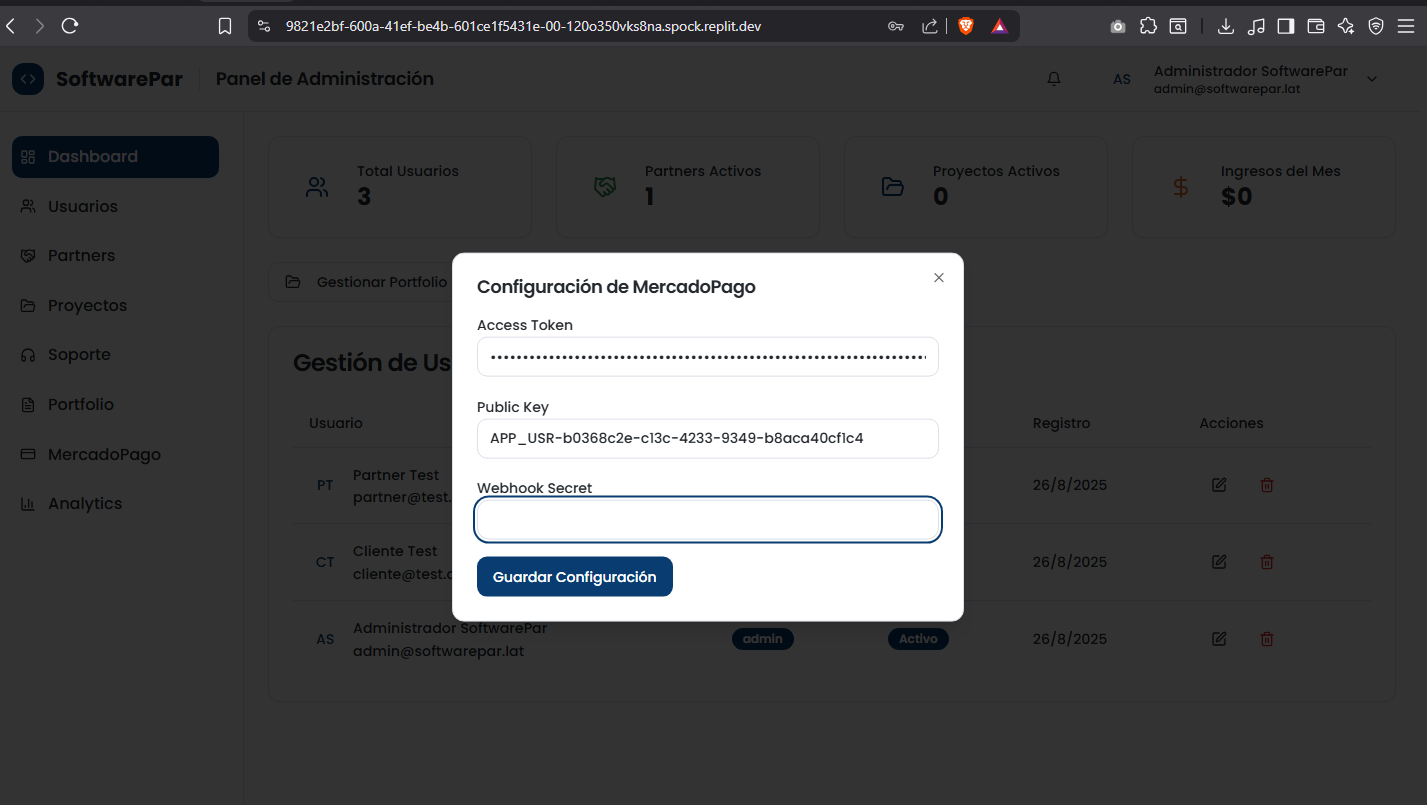 9821e2bf-600a-41ef-be4b-601ce1f5431e-00-120o350vks8na.spock.replit.dev
SoftwarePar
Panel de Administración
AS
Administrador SoftwarePar
admin@softwarepar.lat
Dashboard
Usuarios
Partners
Proyectos
Soporte
Portfolio
MercadoPago
Analytics
Total Usuarios
3
Partners Activos
1
Proyectos Activos
0
Ingresos del Mes
$0
Gestionar Portfolio
Gestión de Us
Usuario
Registro
Acciones
PT
Partner Test
partner@test.
26/8/2025
CT
Cliente Test
cliente@test.c
26/8/2025
AS
Administrador SoftwarePar
admin@softwarepar.lat
admin
Activo
26/8/2025
Configuración de MercadoPago
Access Token
Public Key
APP_USR-b0368c2e-c13c-4233-9349-b8aca40cf1c4
Webhook Secret
Guardar Configuración